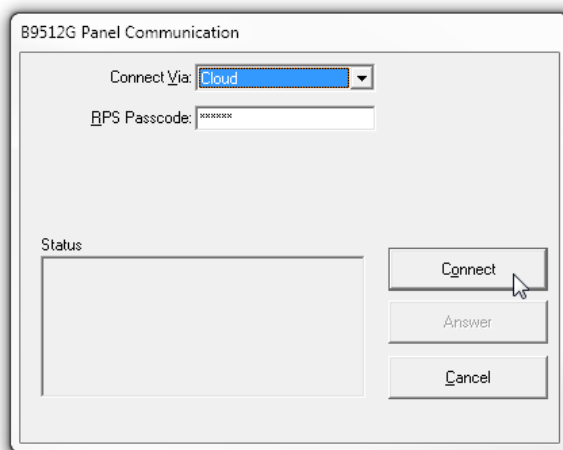 B9512G Panel Communication
Connect Via: Cloud
RPS Passcode: ******
Status
Connect
Answer
Cancel